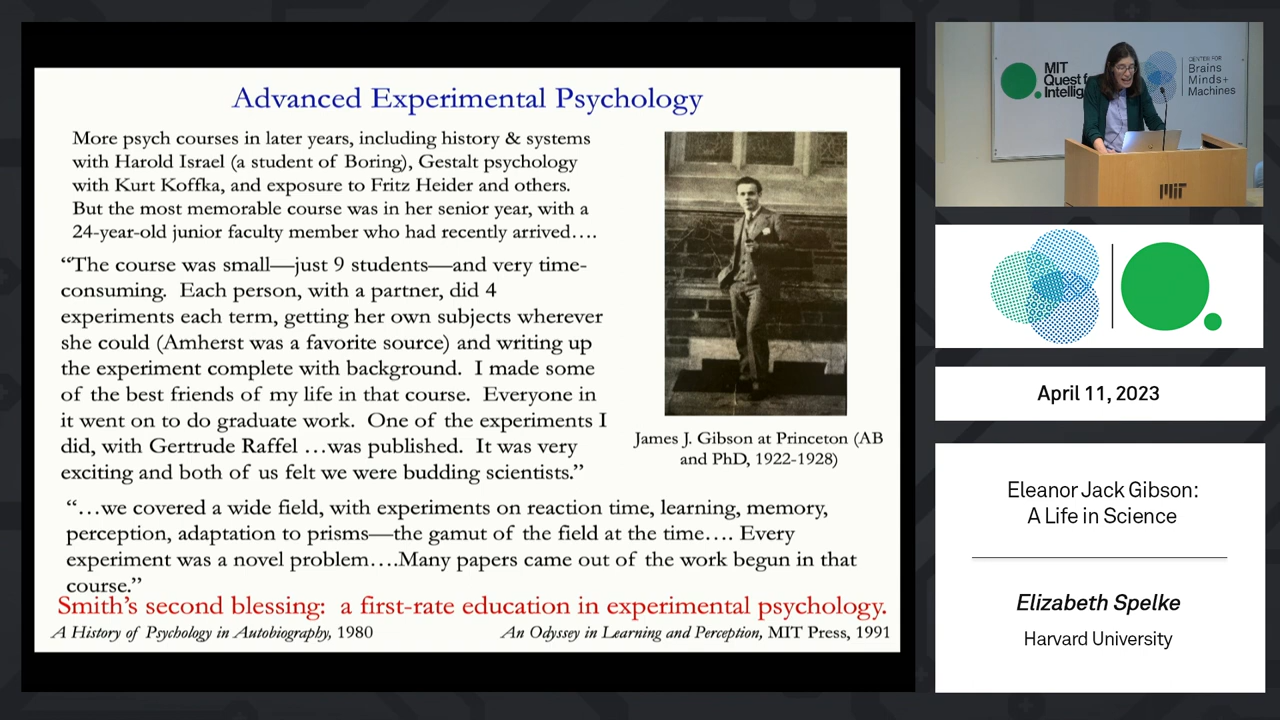 Advanced Experimental Psychology
More psych courses in later years, including history & systems
with Harold Israel (a student of Boring), Gestalt psychology
with Kurt Koffka, and exposure to Fritz Heider and others.
But the most memorable course was in her senior year, with a
24-year-old junior faculty member who had recently arrived….
“The course was small—just 9 students—and very time-
consuming.  Each person, with a partner, did 4
experiments each term, getting her own subjects wherever
she could (Amherst was a favorite source) and writing up
the experiment complete with background.  I made some
of the best friends of my life in that course.  Everyone in
it went on to do graduate work.  One of the experiments I
did, with Gertrude Raffel …was published.  It was very
exciting and both of us felt we were budding scientists.”
James J. Gibson at Princeton (AB
and PhD, 1922-1928)
“…we covered a wide field, with experiments on reaction time, learning, memory,
perception, adaptation to prisms—the gamut of the field at the time…. Every
experiment was a novel problem….Many papers came out of the work begun in that
course.”
Smith’s second blessing:  a first-rate education in experimental psychology.
A History of Psychology in Autobiography, 1980
An Odyssey in Learning and Perception, MIT Press, 1991
MIT
Quest f
Intellig
CENTER FOR
Brains
Minds+
Machines
MIT
April 11, 2023
Eleanor Jack Gibson:
A Life in Science
Elizabeth Spelke
Harvard University